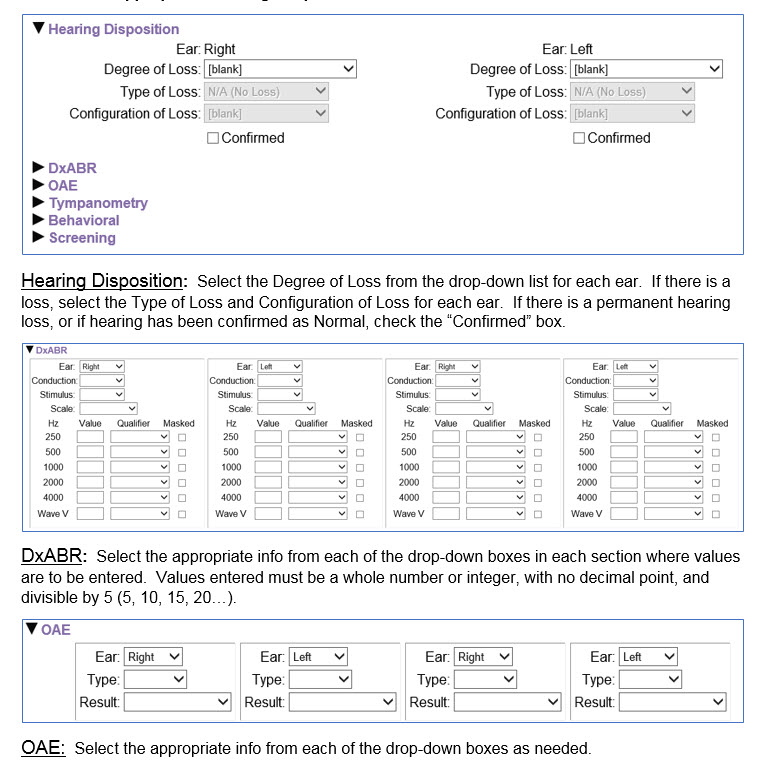 Hearing Disposition
Ear: Right Ear: Left
Degree of Loss: [blank] Degree of Loss: [blank]
Type of Loss: N/A (No Loss) Type of Loss: N/A (No Loss)
Configuration of Loss: [blank] Configuration of Loss: [blank]
Confirmed Confirmed
DxABR
OAE
Tympanometry
Behavioral
Screening
Hearing Disposition: Select the Degree of Loss from the drop-down list for each ear. If there is a
loss, select the Type of Loss and Configuration of Loss for each ear. If there is a permanent hearing
loss, or if hearing has been confirmed as Normal, check the “Confirmed” box.
DxABR
Ear: Right Ear: Left Ear: Right Ear: Left
Conduction: Conduction: Conduction: Conduction:
Stimulus: Stimulus: Stimulus: Stimulus:
Scale: Scale: Scale: Scale:
Hz Value Qualifier Masked Hz Value Qualifier Masked Hz Value Qualifier Masked Hz Value Qualifier Masked
250 250 250 250
500 500 500 500
1000 1000 1000 1000
2000 2000 2000 2000
4000 4000 4000 4000
Wave V Wave V Wave V Wave V
DxABR: Select the appropriate info from each of the drop-down boxes in each section where values
are to be entered. Values entered must be a whole number or integer, with no decimal point, and
divisible by 5 (5, 10, 15, 20…).
OAE
Ear: Right Ear: Left Ear: Right Ear: Left
Type: Type: Type: Type:
Result: Result: Result: Result:
OAE: Select the appropriate info from each of the drop-down boxes as needed.